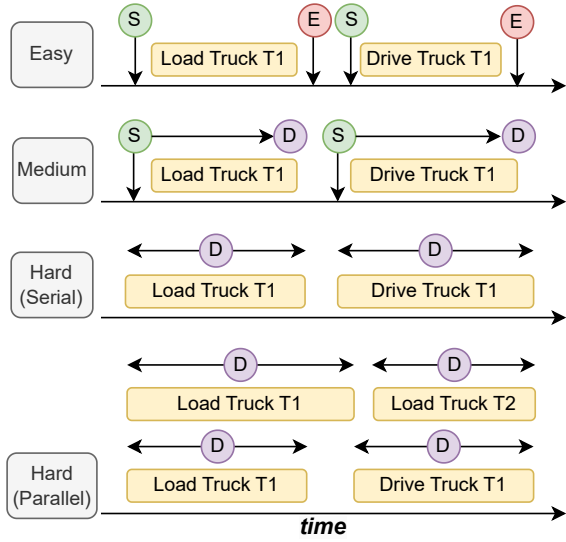 S E S E
Easy Load Truck T1 Drive Truck T1
S D S D
Medium Load Truck T1 Drive Truck T1
D D
Hard
(Serial)
Load Truck T1 Drive Truck T1
D D
Load Truck T1 Load Truck T2
D D
Hard
(Parallel)
Load Truck T1 Drive Truck T1
time